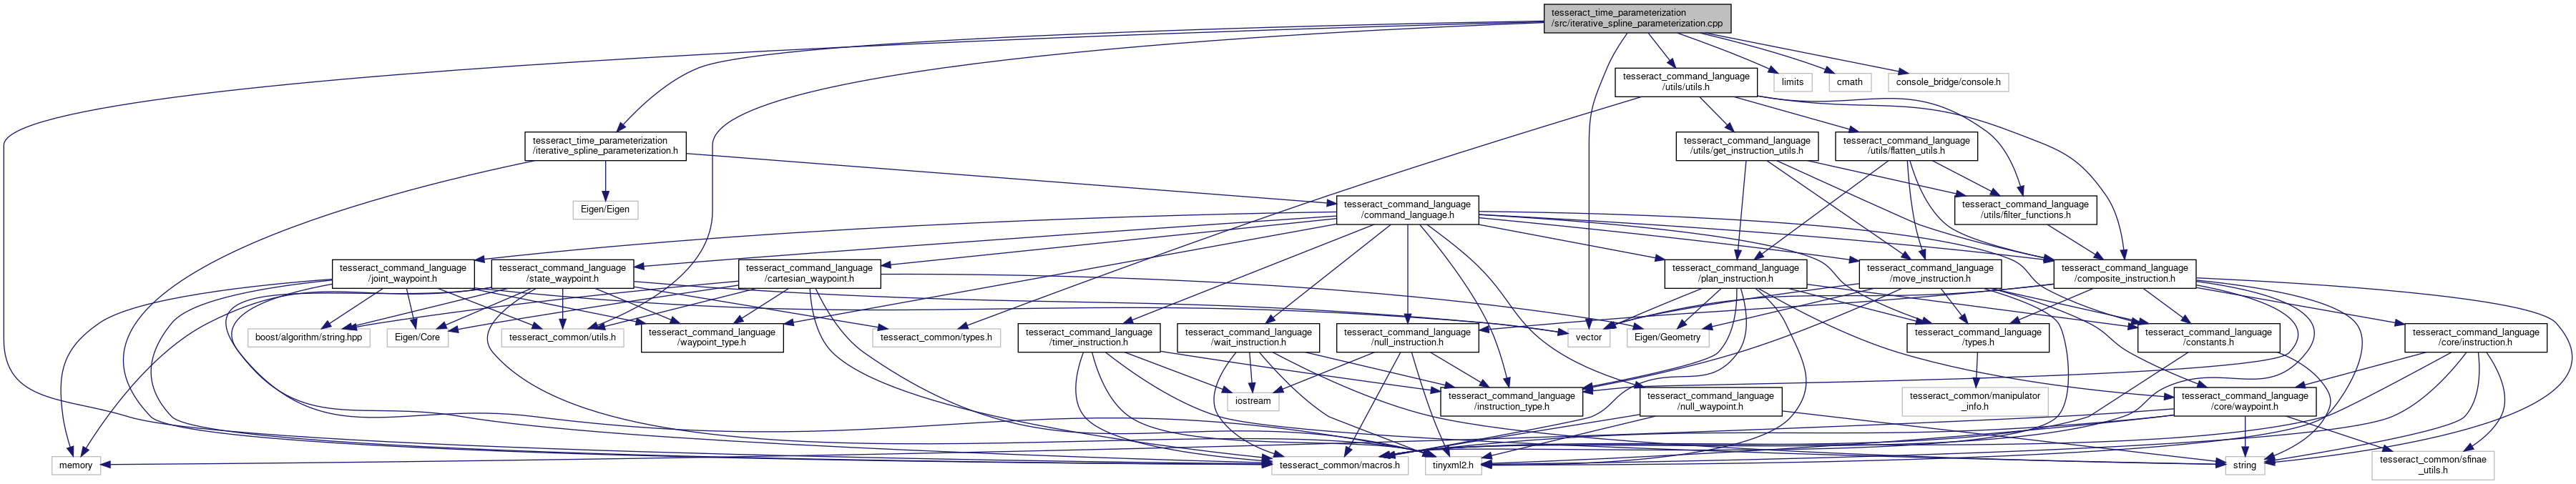 tesseract_time_parameterization
/src/iterative_spline_parameterization.cpp
tesseract_command_language
/utils/utils.h
limits
cmath
console_bridge/console.h
tesseract_time_parameterization
/iterative_spline_parameterization.h
tesseract_command_language
/utils/get_instruction_utils.h
tesseract_command_language
/utils/flatten_utils.h
Eigen/Eigen
tesseract_command_language
/command_language.h
tesseract_command_language
/utils/filter_functions.h
tesseract_command_language
/joint_waypoint.h
tesseract_command_language
/state_waypoint.h
tesseract_command_language
/cartesian_waypoint.h
tesseract_command_language
/plan_instruction.h
tesseract_command_language
/move_instruction.h
tesseract_command_language
/composite_instruction.h
boost/algorithm/string.hpp
Eigen/Core
tesseract_common/utils.h
tesseract_command_language
/waypoint_type.h
tesseract_common/types.h
tesseract_command_language
/timer_instruction.h
tesseract_command_language
/wait_instruction.h
tesseract_command_language
/null_instruction.h
vector
Eigen/Geometry
tesseract_command_language
/types.h
tesseract_command_language
/constants.h
tesseract_command_language
/core/instruction.h
iostream
tesseract_command_language
/instruction_type.h
tesseract_command_language
/null_waypoint.h
tesseract_common/manipulator
_info.h
tesseract_command_language
/core/waypoint.h
memory
tesseract_common/macros.h
tinyxml2.h
string
tesseract_common/sfinae
_utils.h